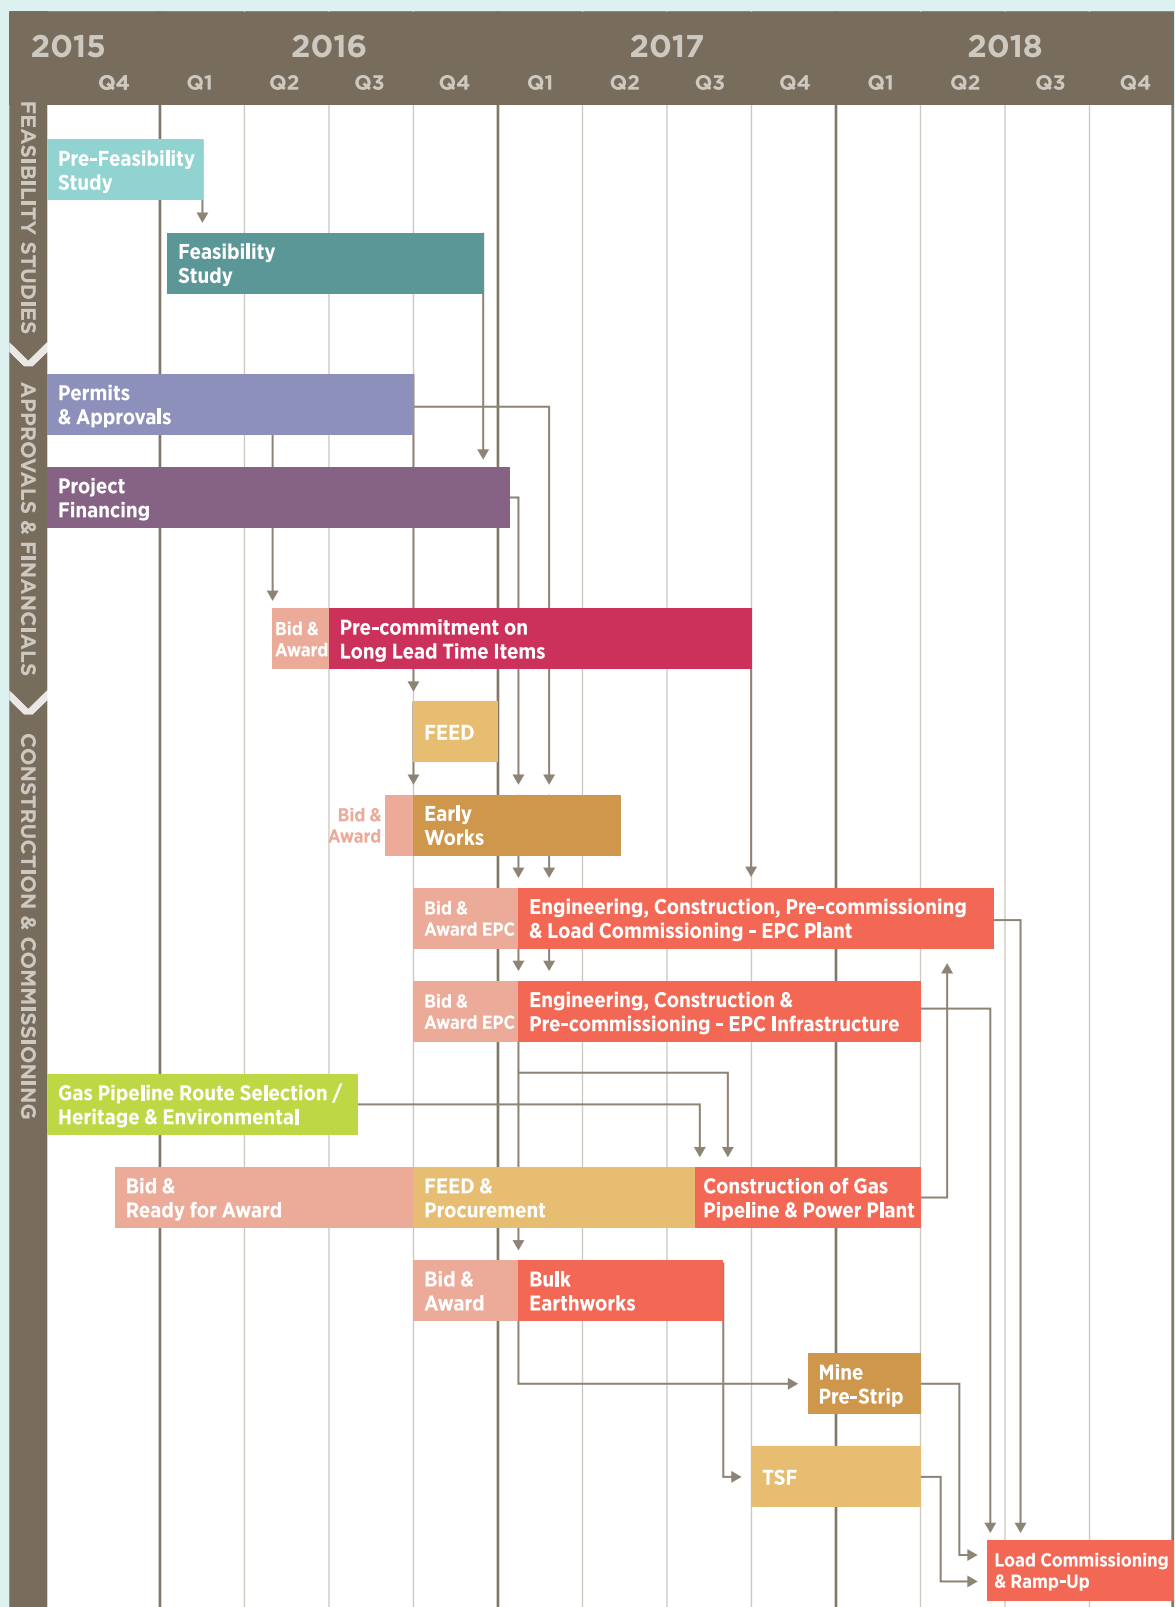 2015 2016 2017 2018
Q4 Q1 Q2 Q3 Q4 Q1 Q2 Q3 Q4 Q1 Q2 Q3 Q4
FEASIBILITY STUDIES
Pre-Feasibility
Study
Feasibility
Study
APPROVALS & FINANCIALS
Permits
& Approvals
Project
Financing
Bid &
Award
Pre-commitment on
Long Lead Time Items
CONSTRUCTION & COMMISSIONING
FEED
Bid &
Award
Early
Works
Bid &
Award EPC
Engineering, Construction, Pre-commissioning
& Load Commissioning - EPC Plant
Bid &
Award EPC
Engineering, Construction &
Pre-commissioning - EPC Infrastructure
Gas Pipeline Route Selection /
Heritage & Environmental
Bid &
Ready for Award
FEED &
Procurement
Construction of Gas
Pipeline & Power Plant
Bid &
Award
Bulk
Earthworks
Mine
Pre-Strip
TSF
Load Commissioning
& Ramp-Up